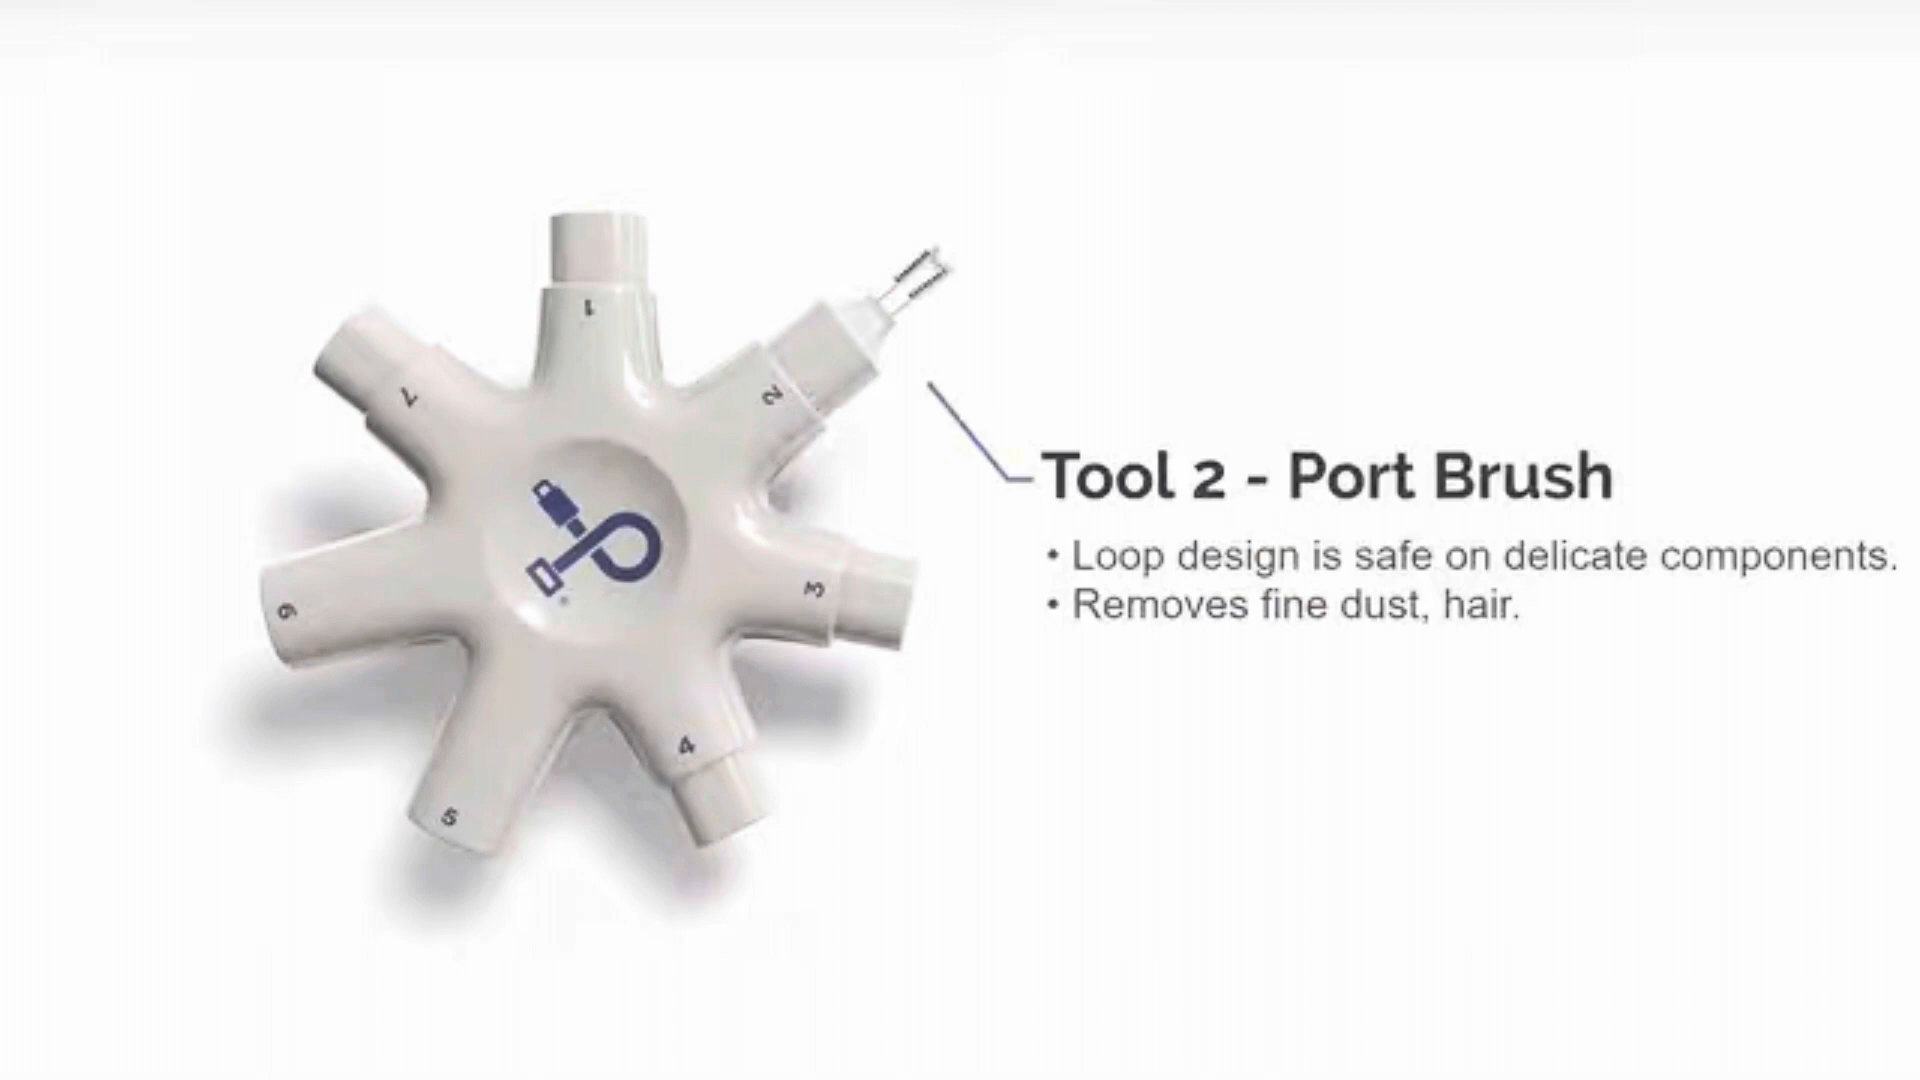 1
2
7
Tool 2 - Port Brush
• Loop design is safe on delicate components.
• Removes fine dust, hair.
3
6
4
5
®